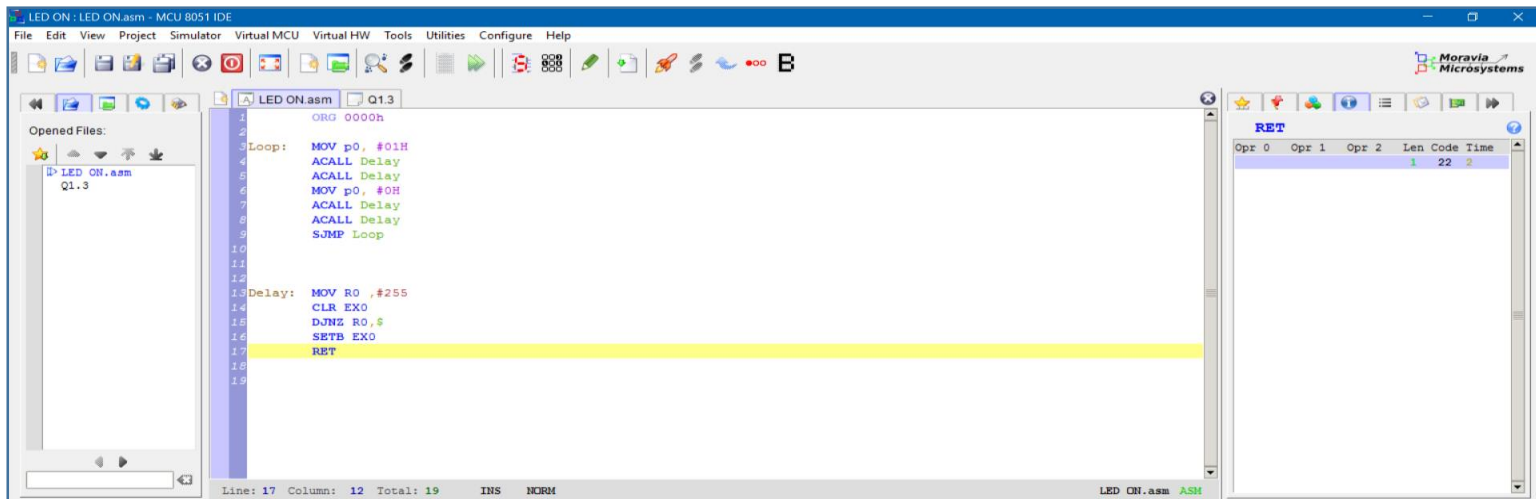 LED ON : LED ON.asm - MCU 8051 IDE
File Edit View Project Simulator Virtual MCU Virtual HW Tools Utilities Configure Help
B
Moravia
Microsystems
LED ON.asm Q1.3
Opened Files:
LED ON.asm
Q1.3
1 ORG 0000h
2
3 Loop: MOV p0, #01H
4 ACALL Delay
5 ACALL Delay
6 MOV p0, #0H
7 ACALL Delay
8 ACALL Delay
9 SJMP Loop
10
11
12
13 Delay: MOV R0 ,#255
14 CLR EX0
15 DJNZ R0,$
16 SETB EX0
17 RET
18
19
Line: 17 Column: 12 Total: 19 INS NORM LED ON.asm ASM
RET
Opr 0 Opr 1 Opr 2 Len Code Time
1 22 2